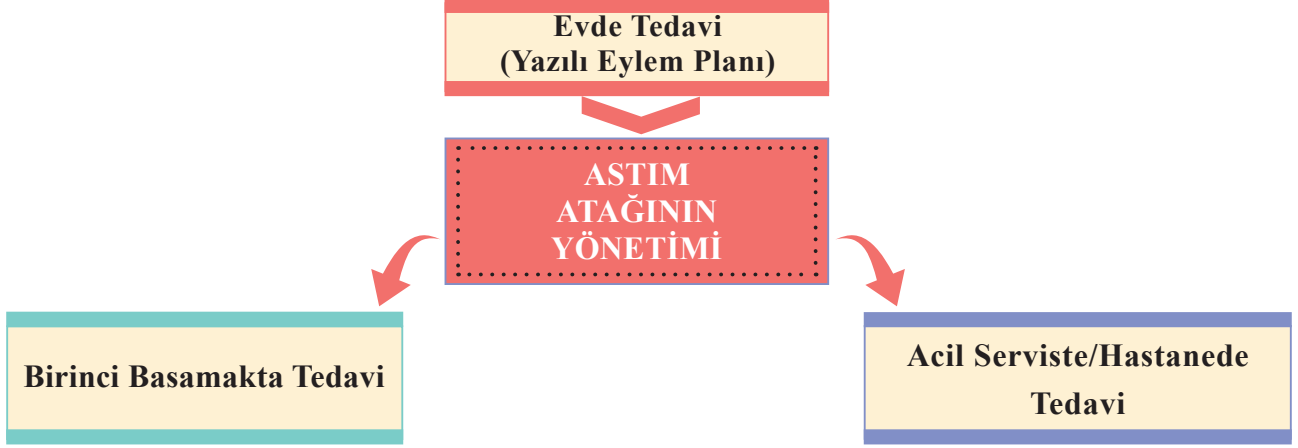 Evde Tedavi
(Yazılı Eylem Planı)
ASTIM
ATAĞININ
YÖNETİMİ
Birinci Basamakta Tedavi
Acil Serviste/Hastanede
Tedavi